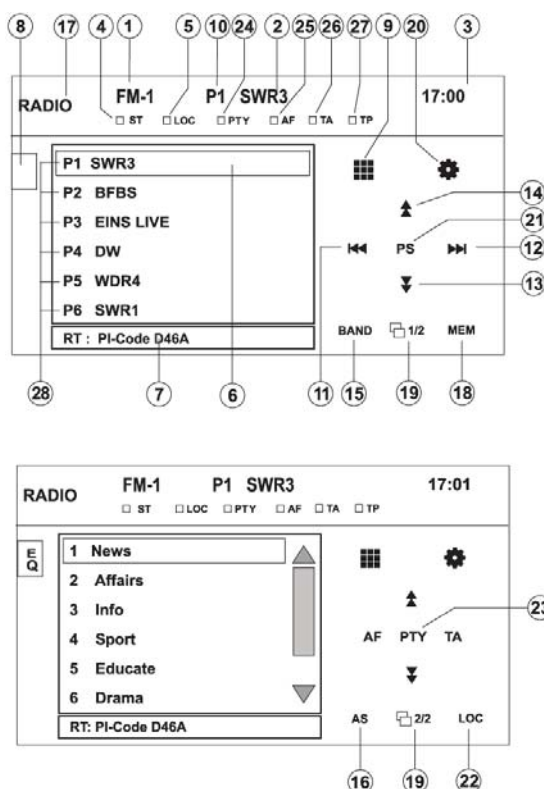 8 17 4 1 5 10 24 2 25 26 27 9 20 3
RADIO FM-1 P1 SWR3 17:00
ST LOC PTY AF TA TP
P1 SWR3
P2 BFBS
P3 EINS LIVE
P4 DW
P5 WDR4
P6 SWR1
RT : PI-Code D46A
14
PS 21
12
13
BAND 1/2 MEM
28 7 6 11 15 19 18
RADIO FM-1 P1 SWR3 17:01
ST LOC PTY AF TA TP
EQ
1 News
2 Affairs
3 Info
4 Sport
5 Educate
6 Drama
RT: PI-Code D46A
23
AF PTY TA
AS 2/2 LOC
16 19 22